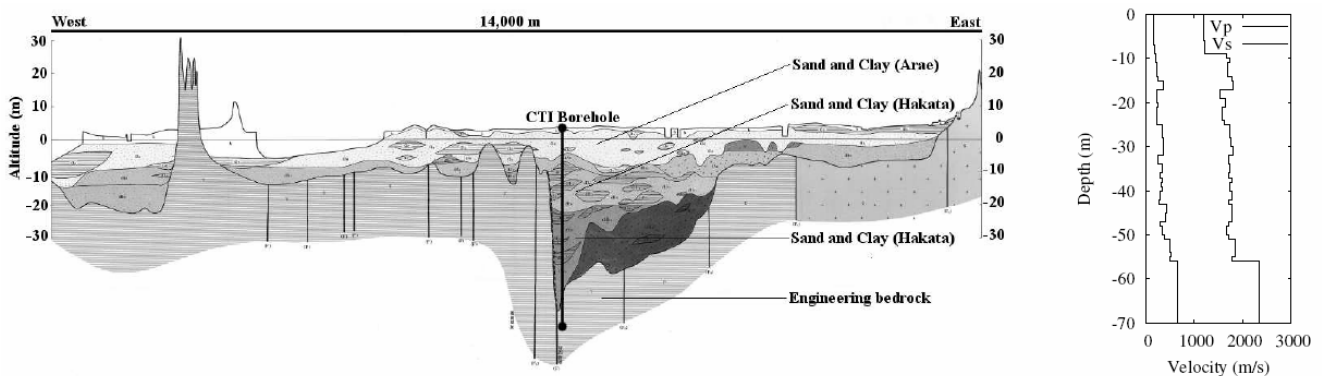 West 14,000 m East
Altitude (m)
30
20
10
0
-10
-20
-30
30
20
10
0
-10
-20
-30
Sand and Clay (Arae)
Sand and Clay (Hakata)
CTI Borehole
Sand and Clay (Hakata)
Engineering bedrock
Vp
Vs
Depth (m)
0
-10
-20
-30
-40
-50
-60
-70
0 1000 2000 3000
Velocity (m/s)